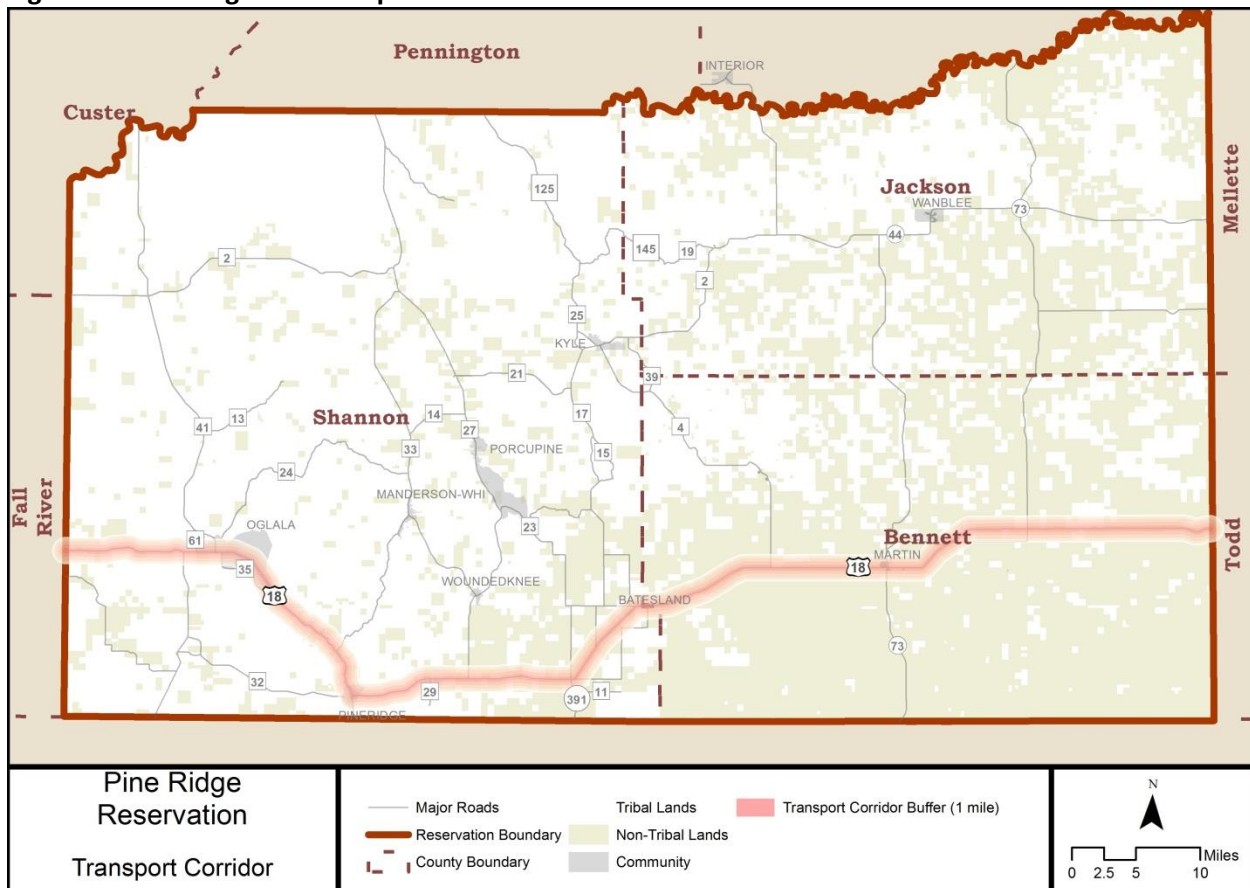 Pennington
INTERIOR
Custer
Mellette
Jackson
WANBLEE
125
73
44
145
19
2
2
25
KYLE
21
39
Shannon
14
17
4
13
41
27
33
PORCUPINE
15
24
MANDERSON-WHI
Fall
River
OGLALA
61
23
Bennett
Todd
35
MARTIN
18
18
WOUNDEDKNEE
BATESLAND
73
32
29
11
391
PINERIDGE
Pine Ridge
Reservation
Transport Corridor
Major Roads
Reservation Boundary
County Boundary
Tribal Lands
Non-Tribal Lands
Community
Transport Corridor Buffer (1 mile)
N
Miles
0 2.5 5 10